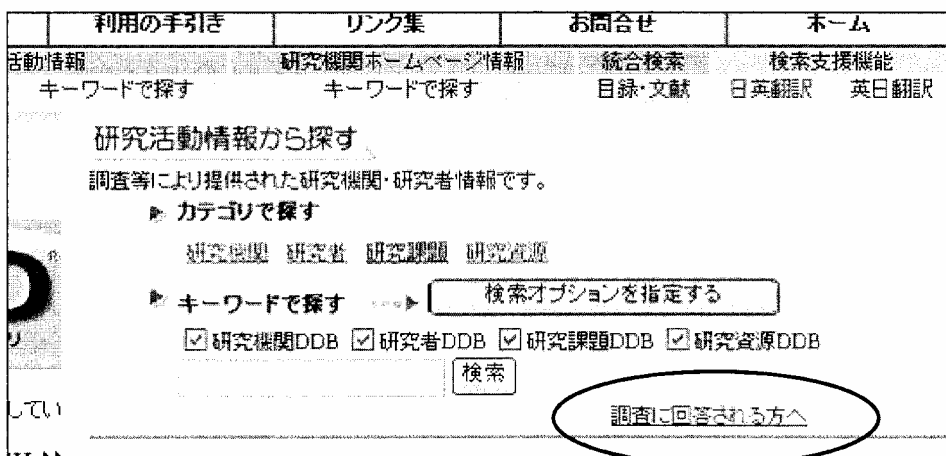 利用の手引き リンク集 お問合せ ホーム
活動情報 研究機関ホームページ情報 統合検索 検索支援機能
キーワードで探す キーワードで探す 目録・文献 日英翻訳 英日翻訳
研究活動情報から探す
調査等により提供された研究機関・研究者情報です。
カテゴリで探す
研究機関 研究者 研究課題 研究資源
キーワードで探す 検索オプションを指定する
研究機関DDB 研究者DDB 研究課題DDB 研究資源DDB
リ
検索
してい 調査に回答される方へ